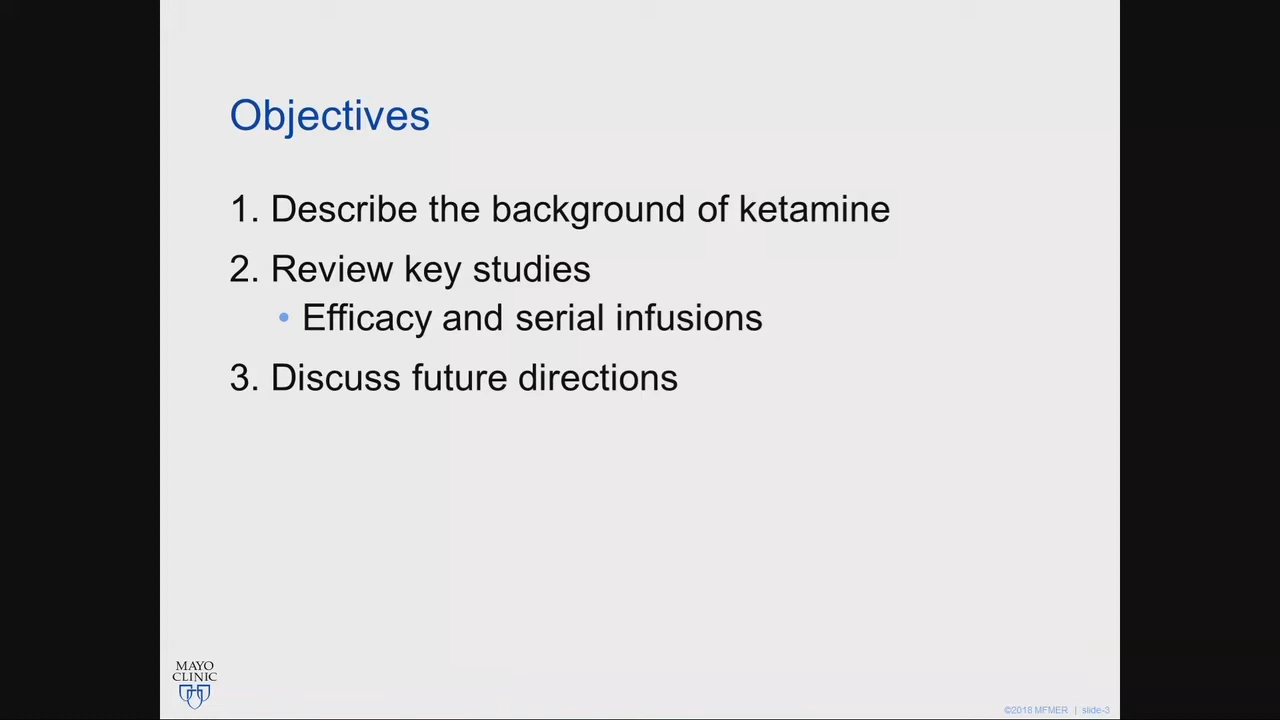 Objectives
1. Describe the background of ketamine
2. Review key studies
• Efficacy and serial infusions
3. Discuss future directions
MAYO
CLINIC
©2018 MFMER | slide-3